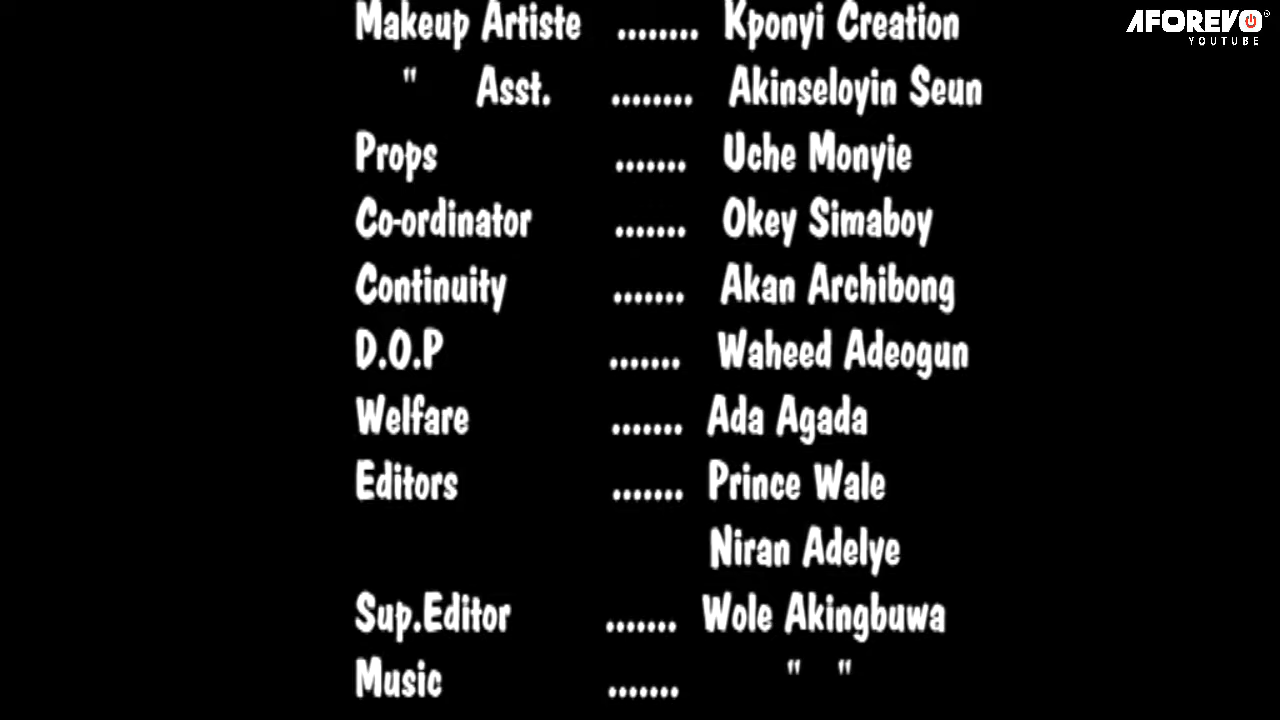 Makeup Artiste ........ Kponyi Creation
" Asst. ........ Akinseloyin Seun
Props ....... Uche Monyie
Co-ordinator ....... Okey Simaboy
Continuity ....... Akan Archibong
D.O.P ....... Waheed Adeogun
Welfare ....... Ada Agada
Editors ....... Prince Wale
Niran Adelye
Sup.Editor ....... Wole Akingbuwa
Music ....... " "
AFOREVO®
YOUTUBE